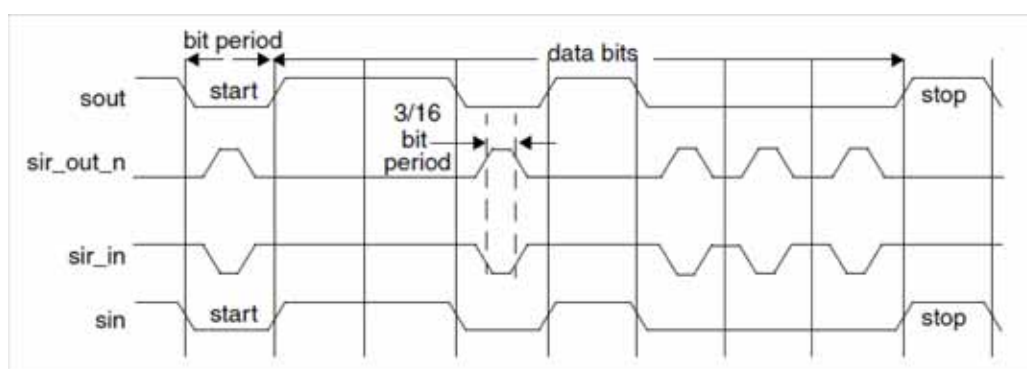 bit period
data bits
sout
start
stop
3/16
bit
period
sir_out_n
sir_in
sin
start
stop